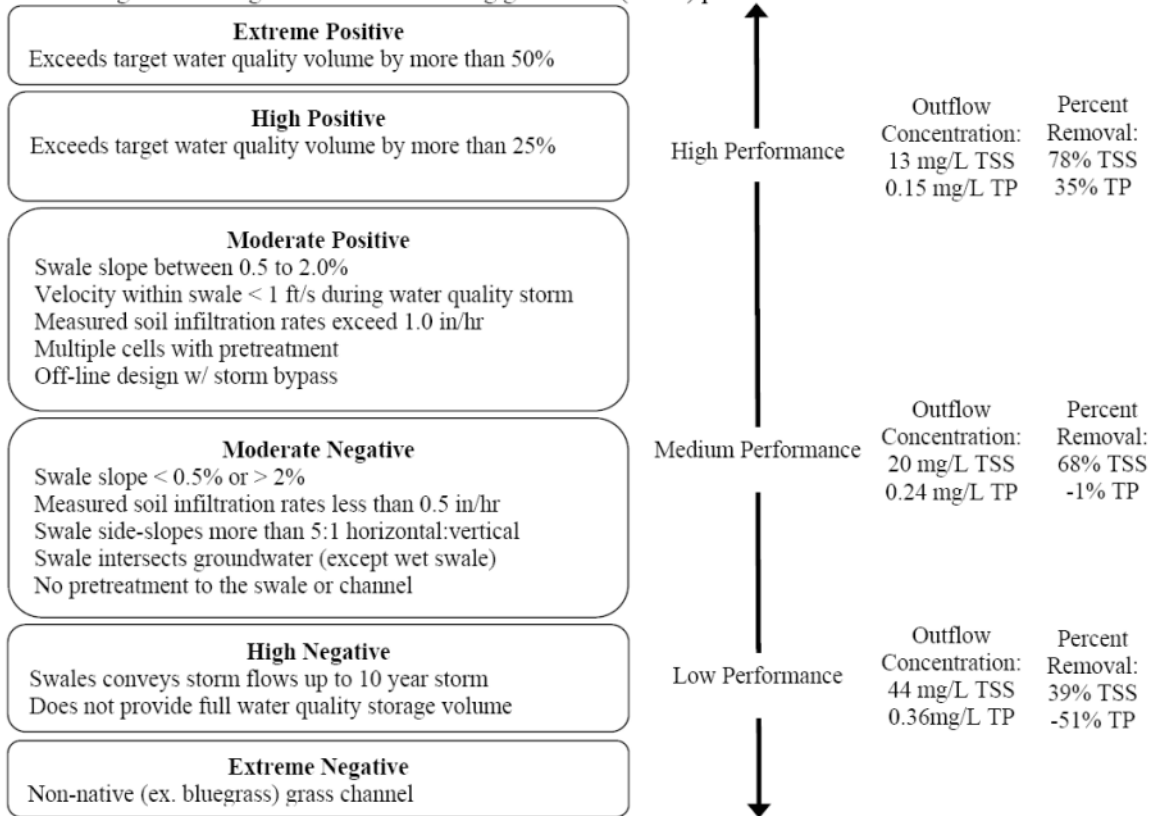 Extreme Positive
Exceeds target water quality volume by more than 50%
High Positive
Exceeds target water quality volume by more than 25%
Moderate Positive
Swale slope between 0.5 to 2.0%
Velocity within swale < 1 ft/s during water quality storm
Measured soil infiltration rates exceed 1.0 in/hr
Multiple cells with pretreatment
Off-line design w/ storm bypass
Moderate Negative
Swale slope < 0.5% or > 2%
Measured soil infiltration rates less than 0.5 in/hr
Swale side-slopes more than 5:1 horizontal:vertical
Swale intersects groundwater (except wet swale)
No pretreatment to the swale or channel
High Negative
Swales conveys storm flows up to 10 year storm
Does not provide full water quality storage volume
Extreme Negative
Non-native (ex. bluegrass) grass channel
High Performance
Outflow
Concentration:
13 mg/L TSS
0.15 mg/L TP
Percent
Removal:
78% TSS
35% TP
Medium Performance
Outflow
Concentration:
20 mg/L TSS
0.24 mg/L TP
Percent
Removal:
68% TSS
-1% TP
Low Performance
Outflow
Concentration:
44 mg/L TSS
0.36mg/L TP
Percent
Removal:
39% TSS
-51% TP